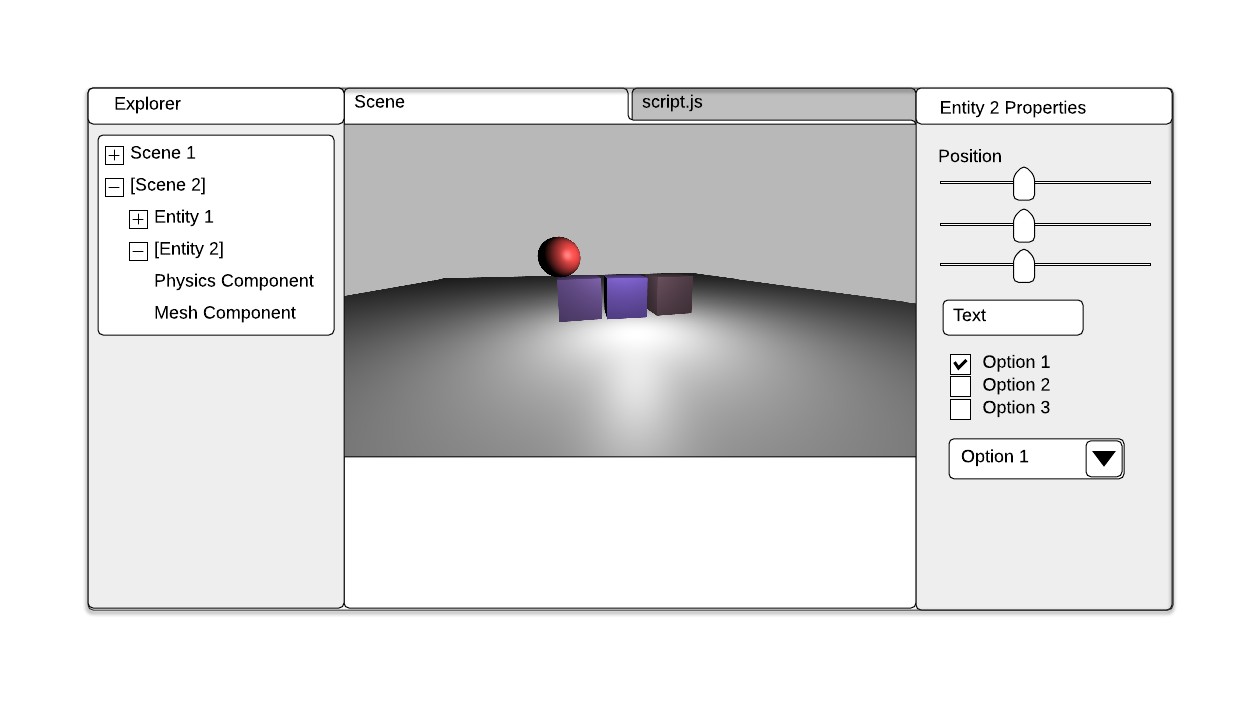 Explorer
Scene
script.js
Entity 2 Properties
Scene 1
[Scene 2]
Entity 1
[Entity 2]
Physics Component
Mesh Component
Position
Text
Option 1
Option 2
Option 3
Option 1